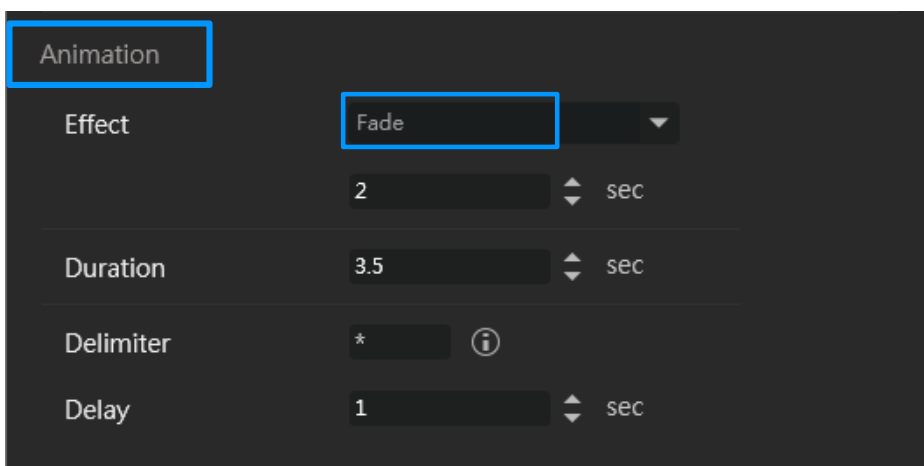 Animation
Effect Fade
2 sec
Duration 3.5 sec
Delimiter *
Delay 1 sec